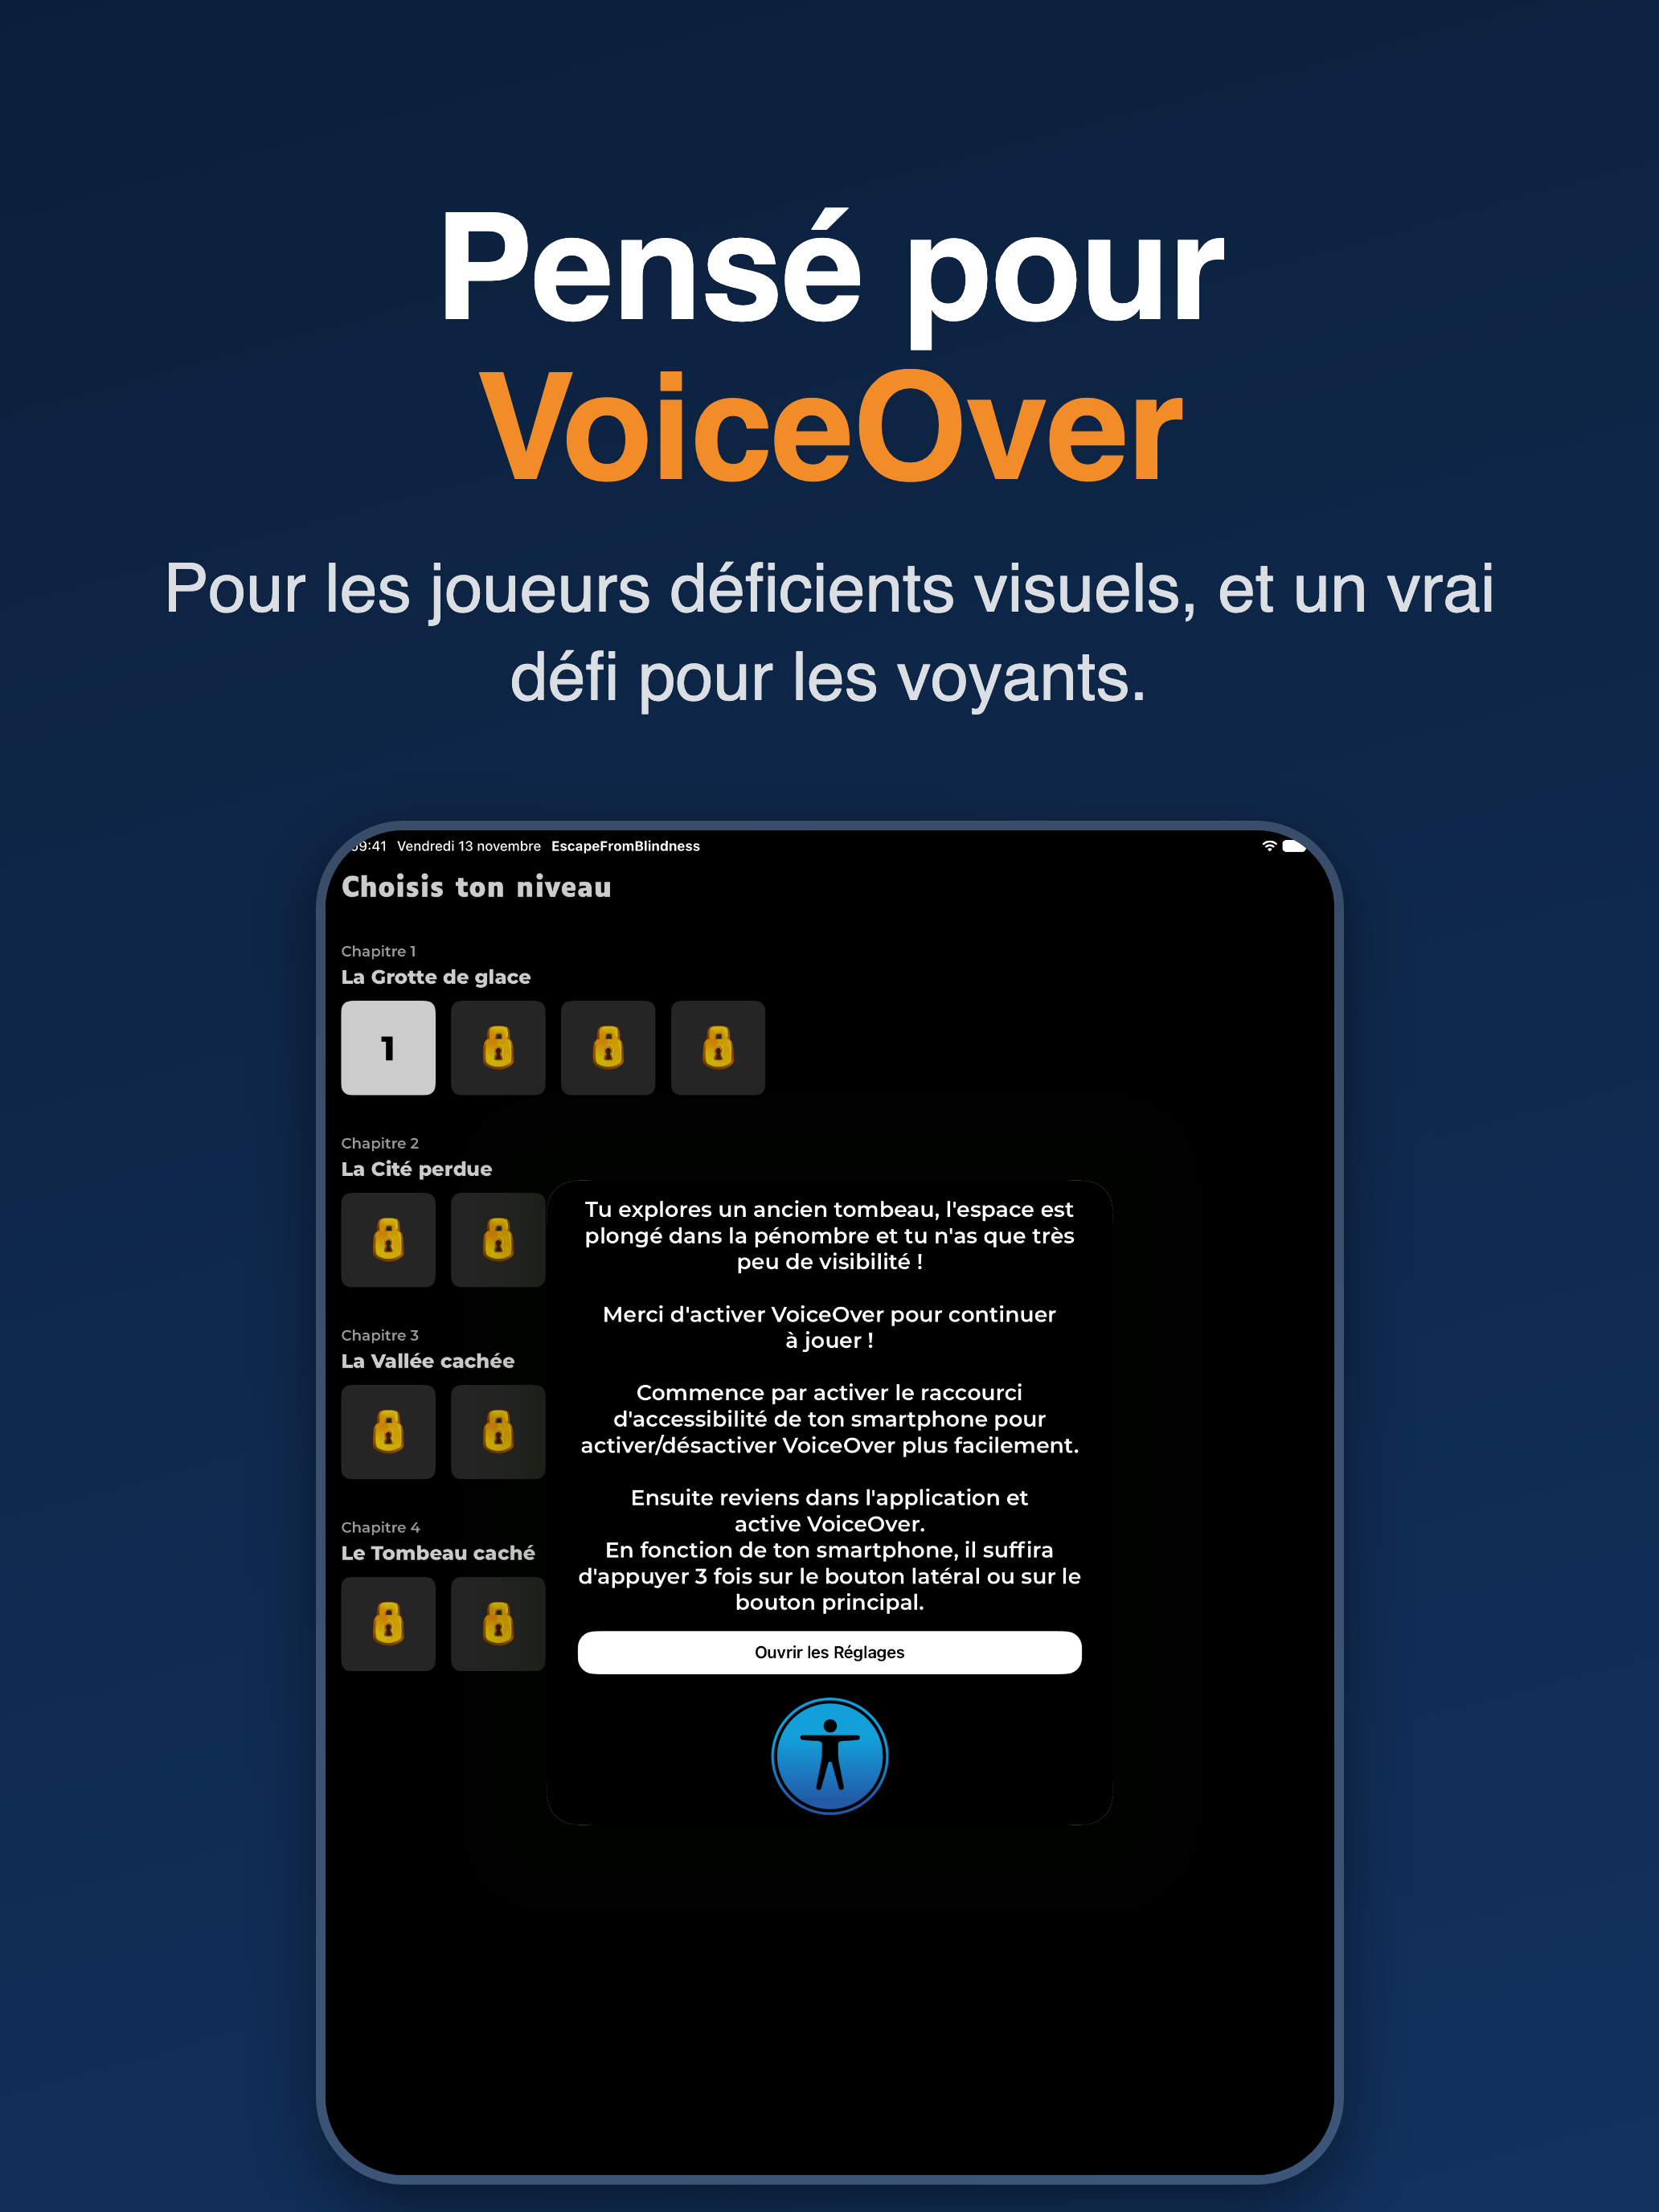 Pensé pour
VoiceOver
Pour les joueurs déficients visuels, et un vrai
défi pour les voyants.
09:41 Vendredi 13 novembre EscapeFromBlindness
Choisis ton niveau
Chapitre 1
La Grotte de glace
1
Chapitre 2
La Cité perdue
Chapitre 3
La Vallée cachée
Chapitre 4
Le Tombeau caché
Tu explores un ancien tombeau, l'espace est
plongé dans la pénombre et tu n'as que très
peu de visibilité !
Merci d'activer VoiceOver pour continuer
à jouer !
Commence par activer le raccourci
d'accessibilité de ton smartphone pour
activer/désactiver VoiceOver plus facilement.
Ensuite reviens dans l'application et
active VoiceOver.
En fonction de ton smartphone, il suffira
d'appuyer 3 fois sur le bouton latéral ou sur le
bouton principal.
Ouvrir les Réglages